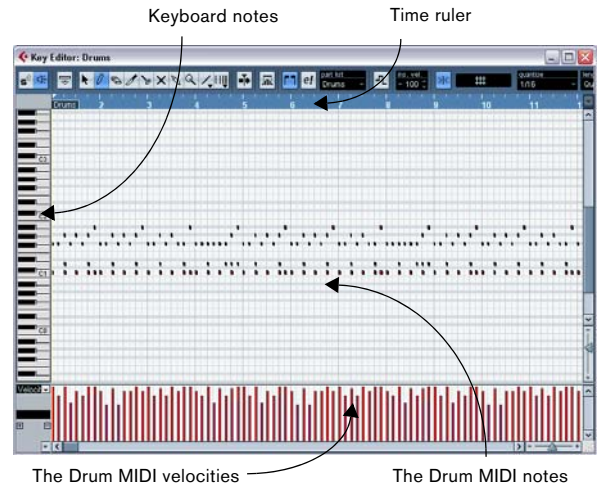 Keyboard notes
Time ruler
Key Editor: Drums
part list
Drums
ins. vel.
100
quantize
1/16
Drums 2 3 4 5 6 7 8 9 10 11
C3
C1
C0
Velocit
The Drum MIDI velocities
The Drum MIDI notes